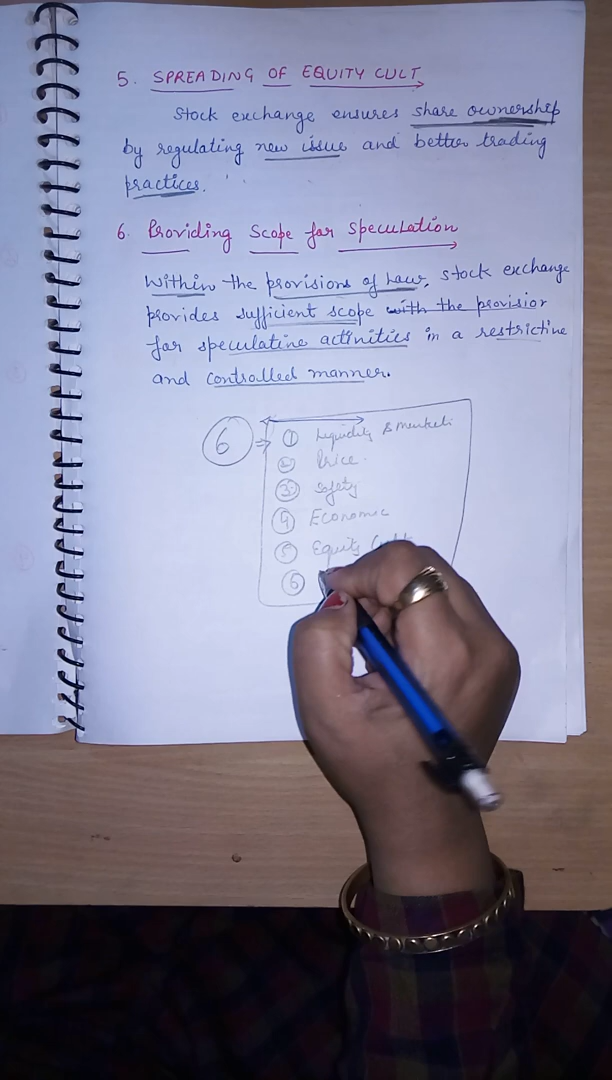 5. SPREADING OF EQUITY CULT
Stock exchange ensures share ownership
by regulating new issue and better trading
practices.
6. Providing Scope for Speculation
Within the provisions of Law, stock exchange
provides sufficient scope with the provisior
for speculative activities in a restrictive
and controlled manner.
6 ⇒ ① Liquidity & Marketi
② Price.
③ Safety
④ Economic
⑤ Equity Cult
⑥